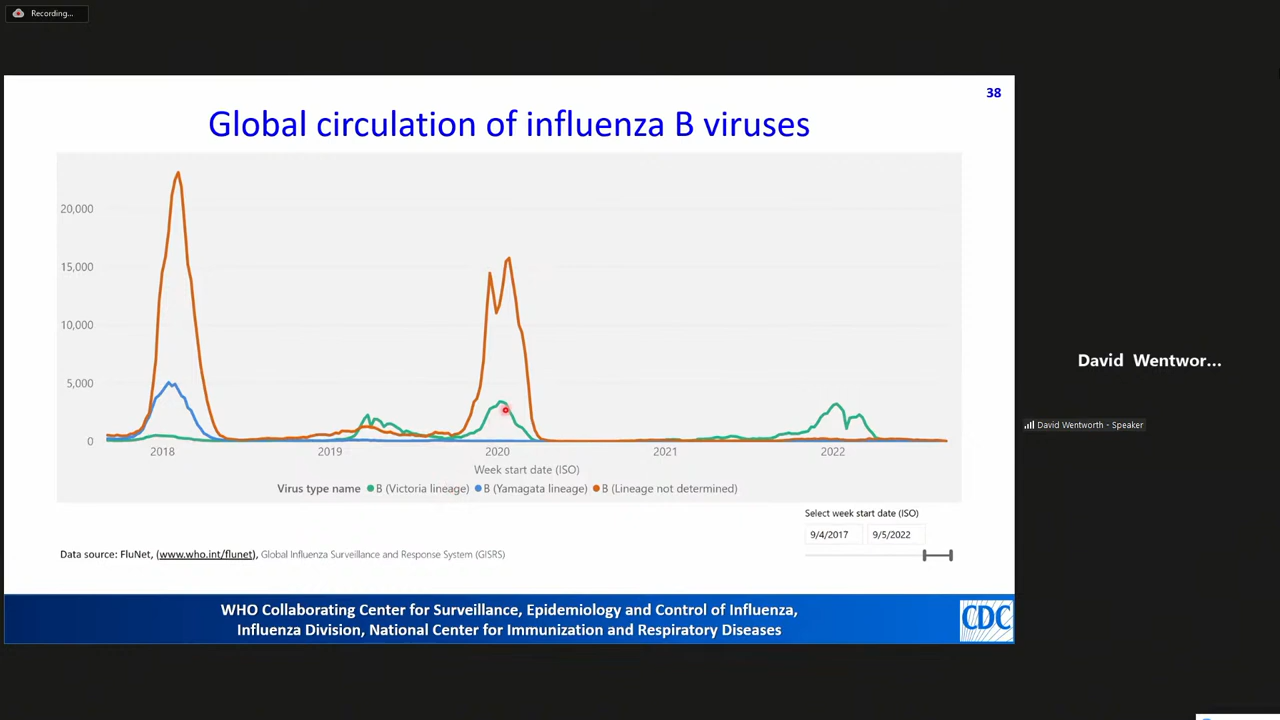 Recording...
38
Global circulation of influenza B viruses
20,000
15,000
10,000
5,000
0
2018 2019 2020 2021 2022
Week start date (ISO)
Virus type name B (Victoria lineage) B (Yamagata lineage) B (Lineage not determined)
Select week start date (ISO)
9/4/2017 9/5/2022
Data source: FluNet, (www.who.int/flunet), Global Influenza Surveillance and Response System (GISRS)
WHO Collaborating Center for Surveillance, Epidemiology and Control of Influenza,
Influenza Division, National Center for Immunization and Respiratory Diseases
CDC
David Wentwor...
David Wentworth - Speaker